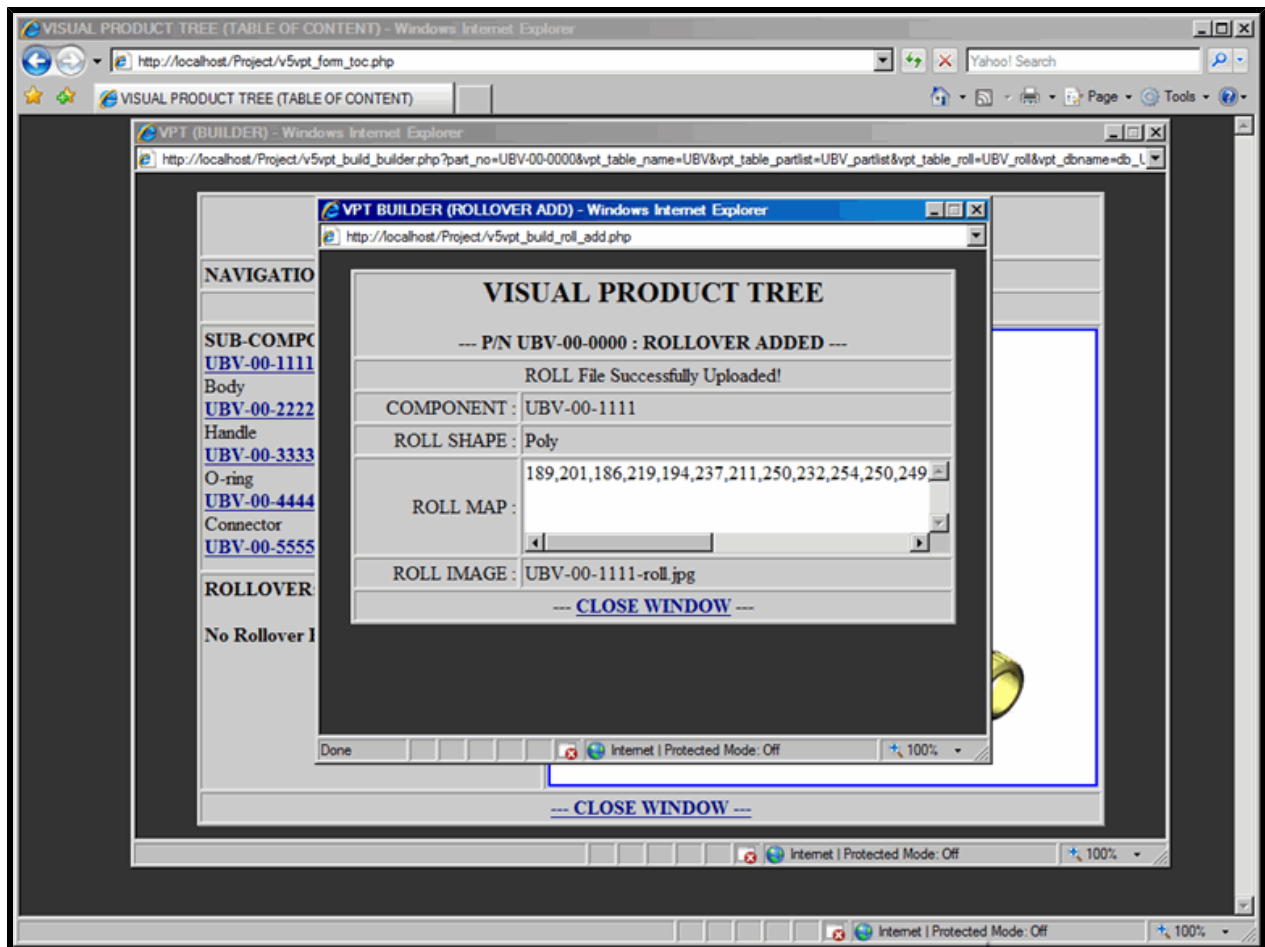 VISUAL PRODUCT TREE (TABLE OF CONTENT) - Windows Internet Explorer
http://localhost/Project/v5vpt_form_toc.php
Yahoo! Search
VISUAL PRODUCT TREE (TABLE OF CONTENT)
Page
Tools
VPT (BUILDER) - Windows Internet Explorer
http://localhost/Project/v5vpt_build_builder.php?part_no=UBV-00-0000&vpt_table_name=UBV&vpt_table_partlist=UBV_partlist&vpt_table_roll=UBV_roll&vpt_dbname=db_U
NAVIGATIO
SUB-COMPO
UBV-00-1111
Body
UBV-00-2222
Handle
UBV-00-3333
O-ring
UBV-00-4444
Connector
UBV-00-5555
ROLLOVER
No Rollover
VPT BUILDER (ROLLOVER ADD) - Windows Internet Explorer
http://localhost/Project/v5vpt_build_roll_add.php
VISUAL PRODUCT TREE
--- P/N UBV-00-0000 : ROLLOVER ADDED ---
ROLL File Successfully Uploaded!
COMPONENT : UBV-00-1111
ROLL SHAPE : Poly
ROLL MAP : 189,201,186,219,194,237,211,250,232,254,250,249,
ROLL IMAGE : UBV-00-1111-roll.jpg
--- CLOSE WINDOW ---
Done
Internet | Protected Mode: Off
100%
--- CLOSE WINDOW ---
Internet | Protected Mode: Off
100%
Internet | Protected Mode: Off
100%